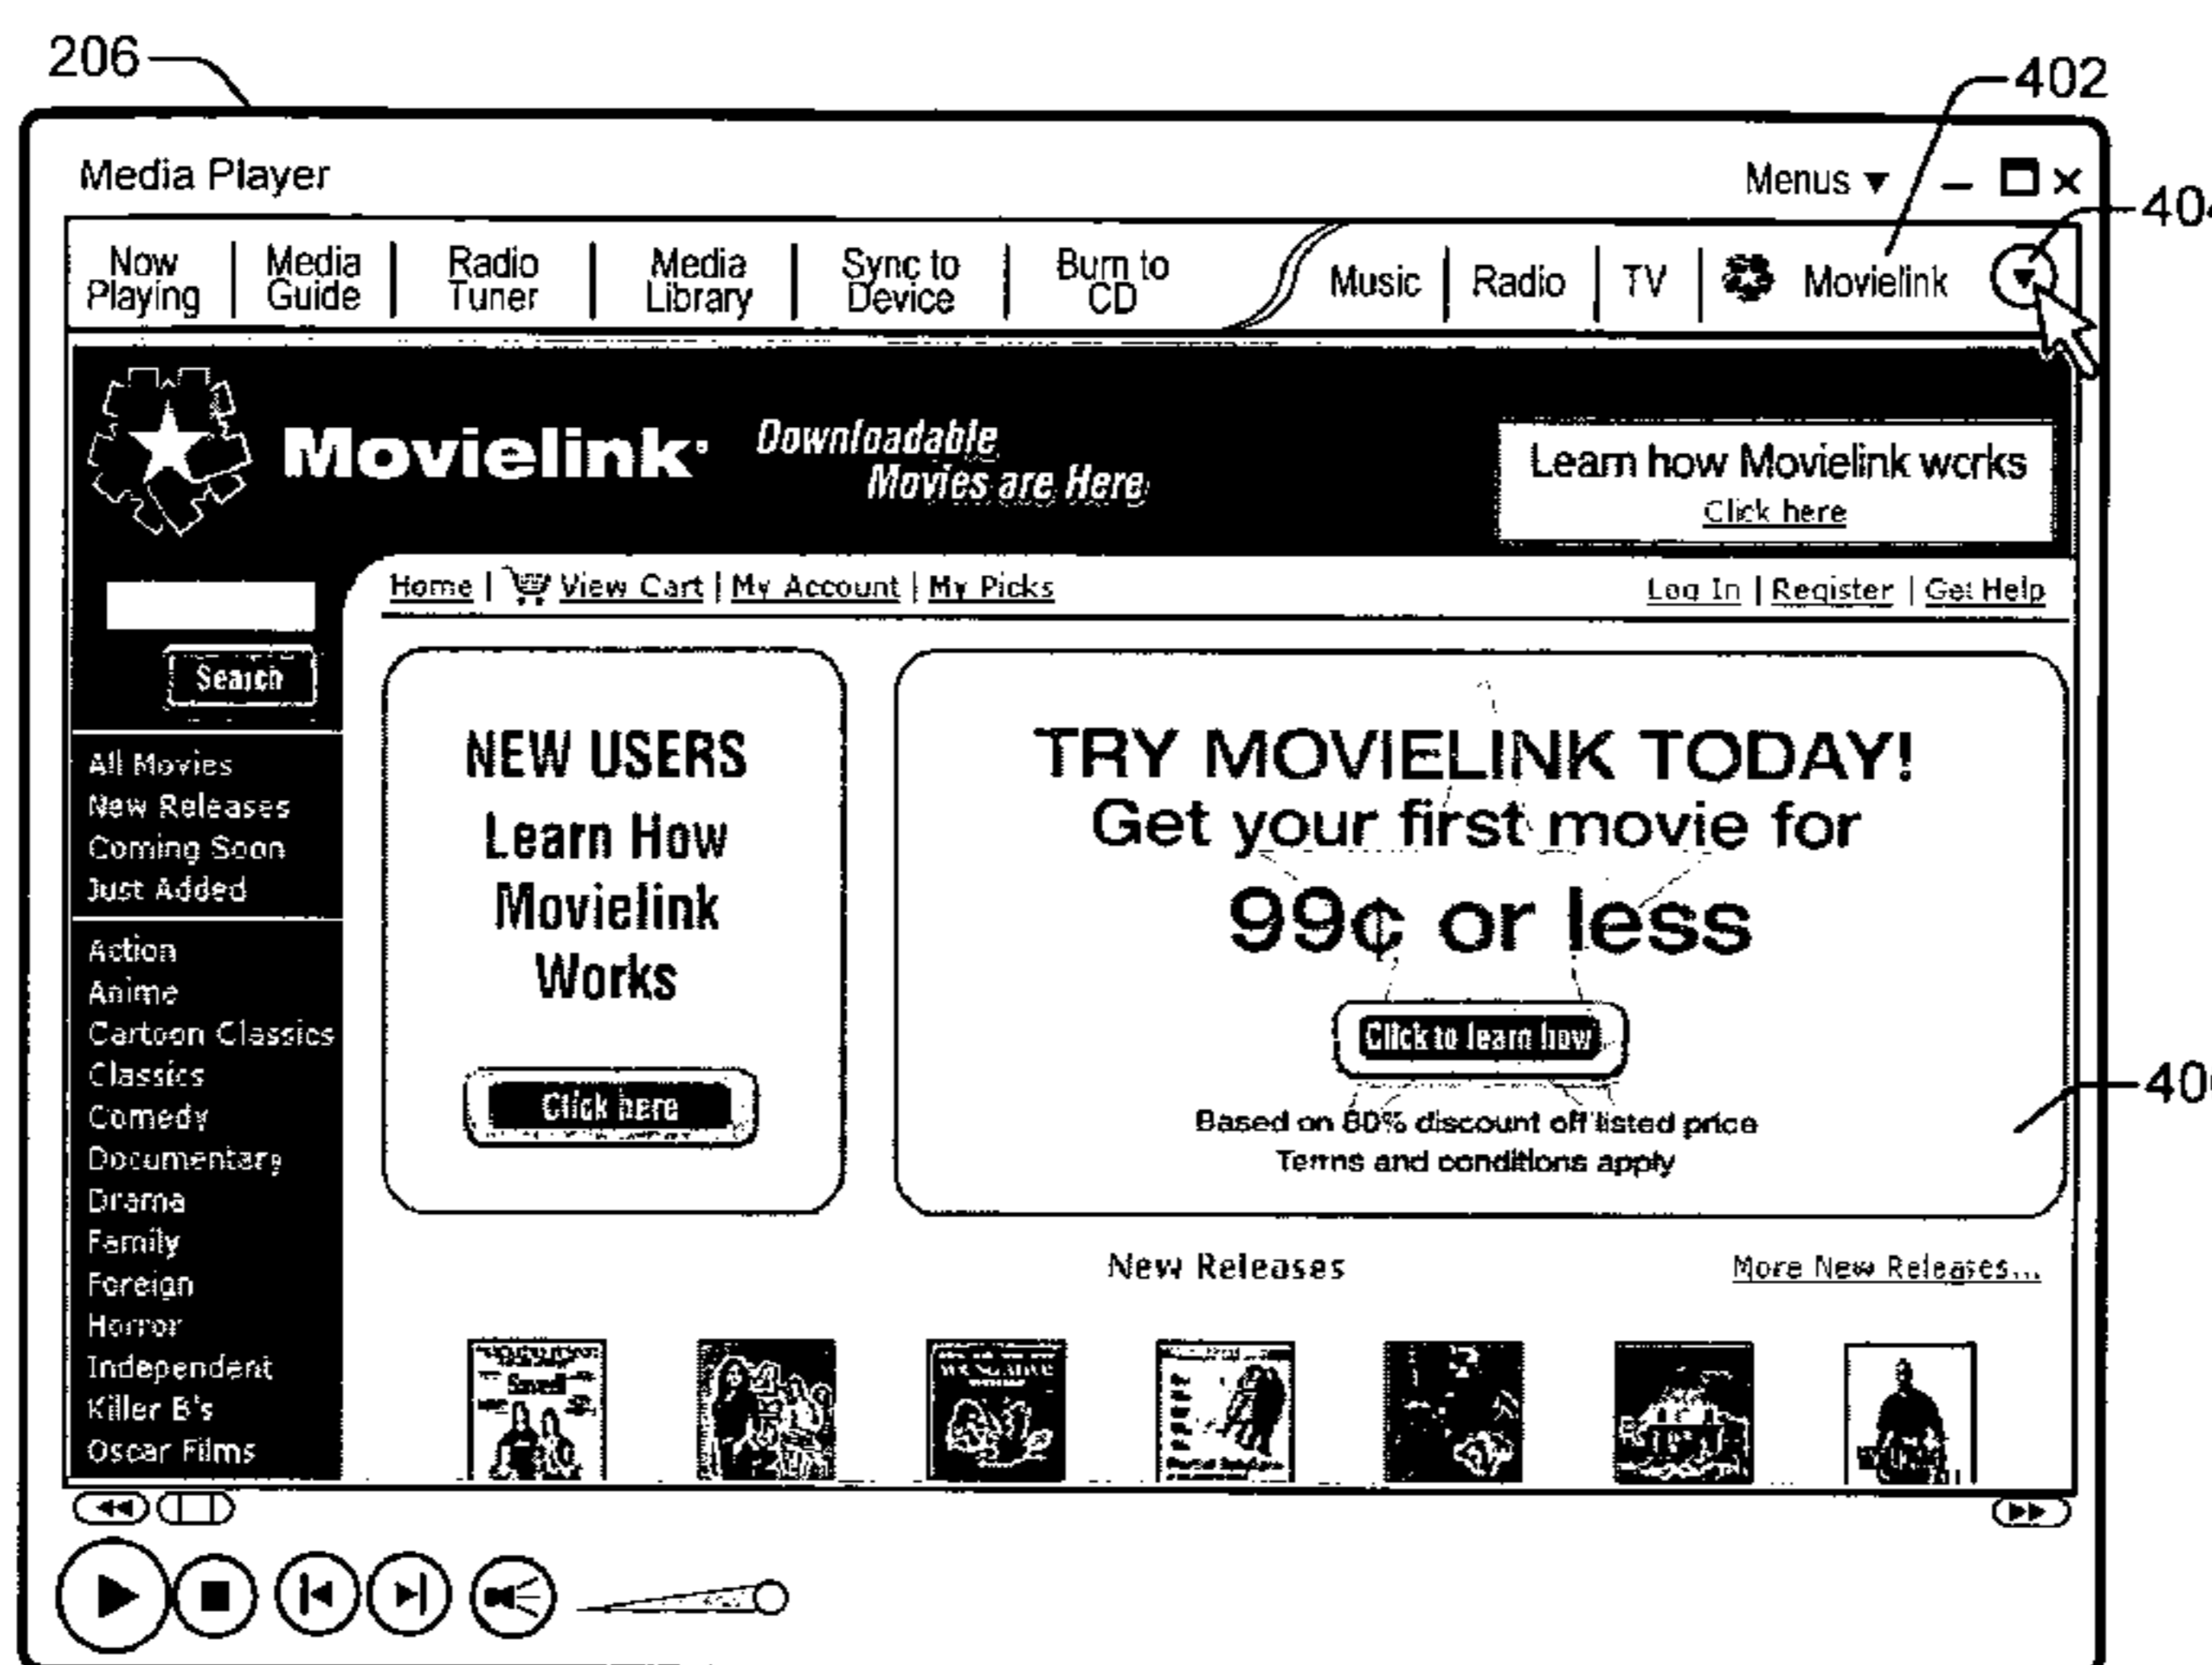 206
402
Media Player
Menus
Now Playing | Media Guide | Radio Tuner | Media Library | Sync to Device | Burn to CD
Music | Radio | TV | Movielink
Movielink
Downloadable
Movies are Here
Learn how Movielink works
Click here
Home | View Cart | My Account | My Picks
Log In | Register | Get Help
Search
All Movies
New Releases
Coming Soon
Just Added
Action
Anime
Cartoon Classics
Classics
Comedy
Documentary
Drama
Family
Foreign
Horror
Independent
Killer B's
Oscar Films
NEW USERS
Learn How
Movielink
Works
Click here
TRY MOVIELINK TODAY!
Get your first movie for
99¢ or less
Click to learn how
Based on 80% discount off listed price
Terms and conditions apply
New Releases
More New Releases...
Saved!